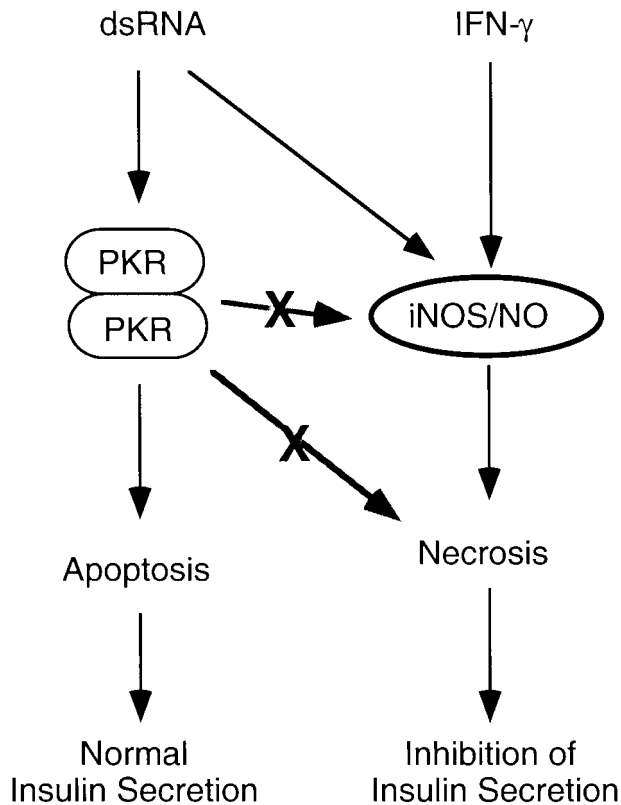 dsRNA
IFN-γ
PKR
PKR
X
iNOS/NO
X
Apoptosis
Necrosis
Normal
Insulin Secretion
Inhibition of
Insulin Secretion